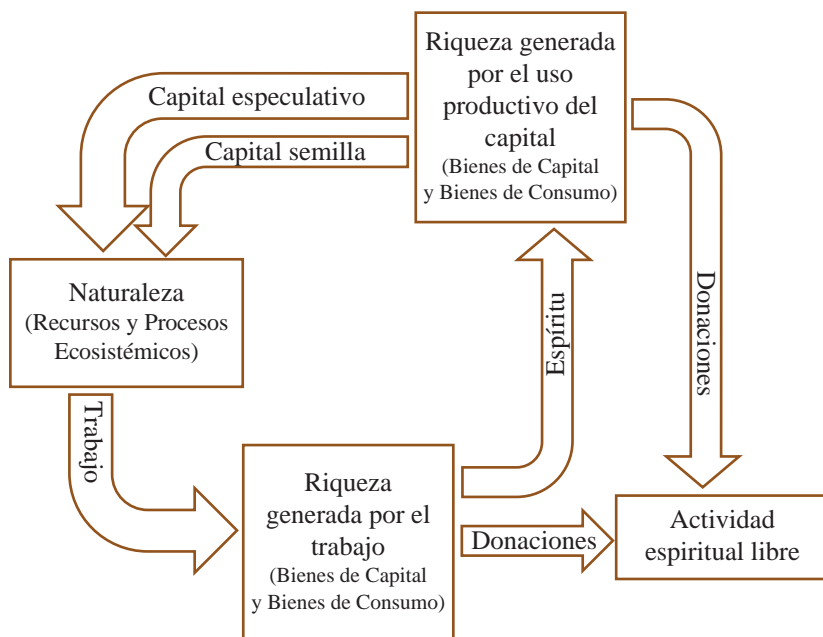 Riqueza generada
por el uso
productivo del
capital
(Bienes de Capital
y Bienes de Consumo)
Capital especulativo
Capital semilla
Naturaleza
(Recursos y Procesos
Ecosistémicos)
Trabajo
Riqueza
generada por el
trabajo
(Bienes de Capital
y Bienes de Consumo)
Espíritu
Donaciones
Donaciones
Actividad
espiritual libre